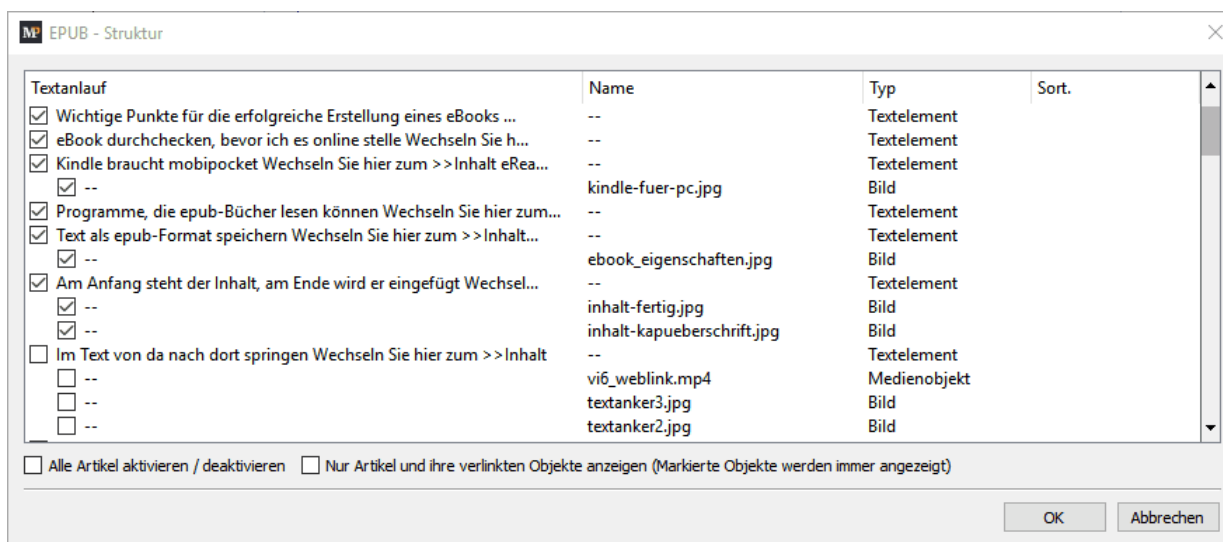 MP EPUB - Struktur
Textanlauf Name Typ Sort.
Wichtige Punkte für die erfolgreiche Erstellung eines eBooks ... -- Textelement
eBook durchchecken, bevor ich es online stelle Wechseln Sie h... -- Textelement
Kindle braucht mobipocket Wechseln Sie hier zum >>Inhalt eRea... -- Textelement
-- kindle-fuer-pc.jpg Bild
Programme, die epub-Bücher lesen können Wechseln Sie hier zum... -- Textelement
Text als epub-Format speichern Wechseln Sie hier zum >>Inhalt... -- Textelement
-- ebook_eigenschaften.jpg Bild
Am Anfang steht der Inhalt, am Ende wird er eingefügt Wechsel... -- Textelement
-- inhalt-fertig.jpg Bild
-- inhalt-kapueberschrift.jpg Bild
Im Text von da nach dort springen Wechseln Sie hier zum >>Inhalt -- Textelement
-- vi6_weblink.mp4 Medienobjekt
-- textanker3.jpg Bild
-- textanker2.jpg Bild
Alle Artikel aktivieren / deaktivieren Nur Artikel und ihre verlinkten Objekte anzeigen (Markierte Objekte werden immer angezeigt)
OK Abbrechen